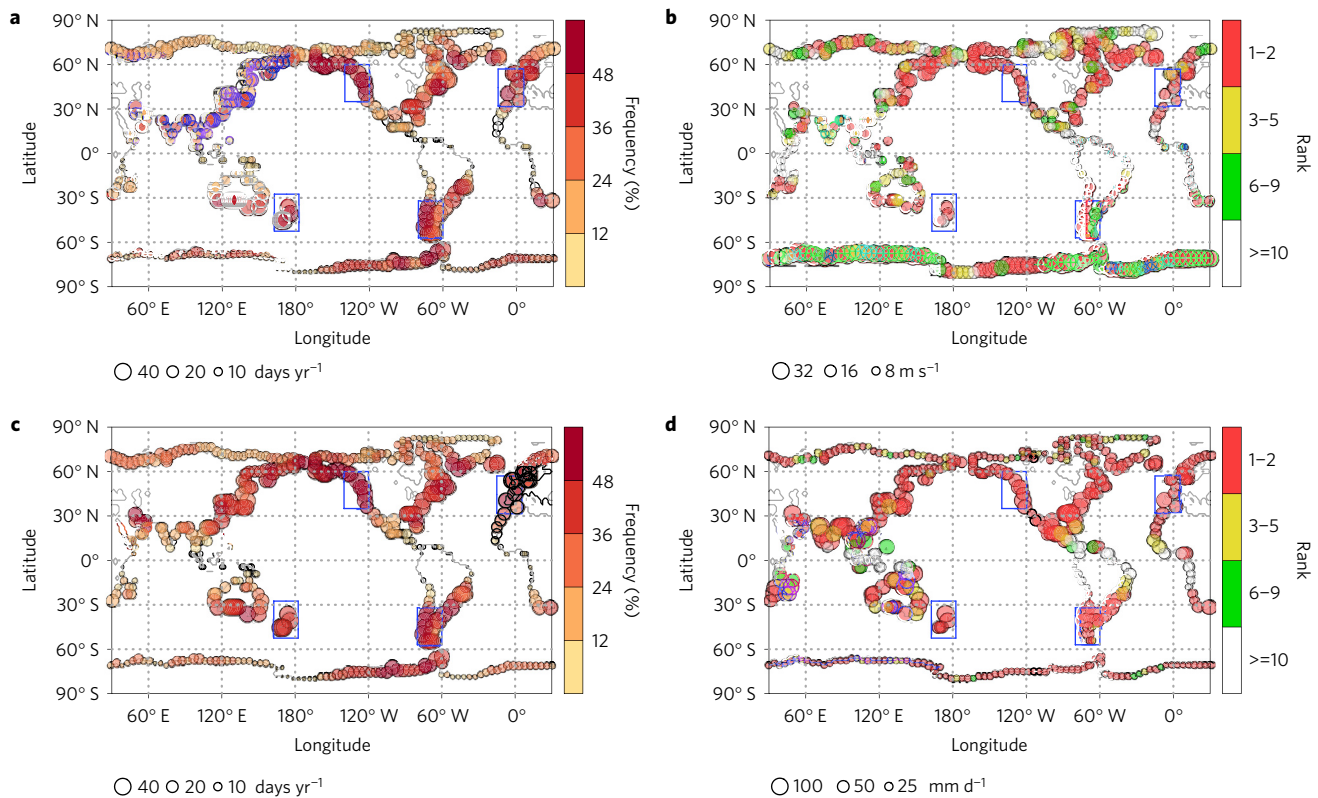 a
90° N
60° N
30° N
0°
30° S
60° S
90° S
Latitude
60° E 120° E 180° 120° W 60° W 0°
Longitude
40 20 10 days yr⁻¹
48
36
24
12
Frequency (%)
b
90° N
60° N
30° N
0°
30° S
60° S
90° S
Latitude
60° E 120° E 180° 120° W 60° W 0°
Longitude
32 16 8 m s⁻¹
1–2
3–5
6–9
>=10
Rank
c
90° N
60° N
30° N
0°
30° S
60° S
90° S
Latitude
60° E 120° E 180° 120° W 60° W 0°
Longitude
40 20 10 days yr⁻¹
48
36
24
12
Frequency (%)
d
90° N
60° N
30° N
0°
30° S
60° S
90° S
Latitude
60° E 120° E 180° 120° W 60° W 0°
Longitude
100 50 25 mm d⁻¹
1–2
3–5
6–9
>=10
Rank